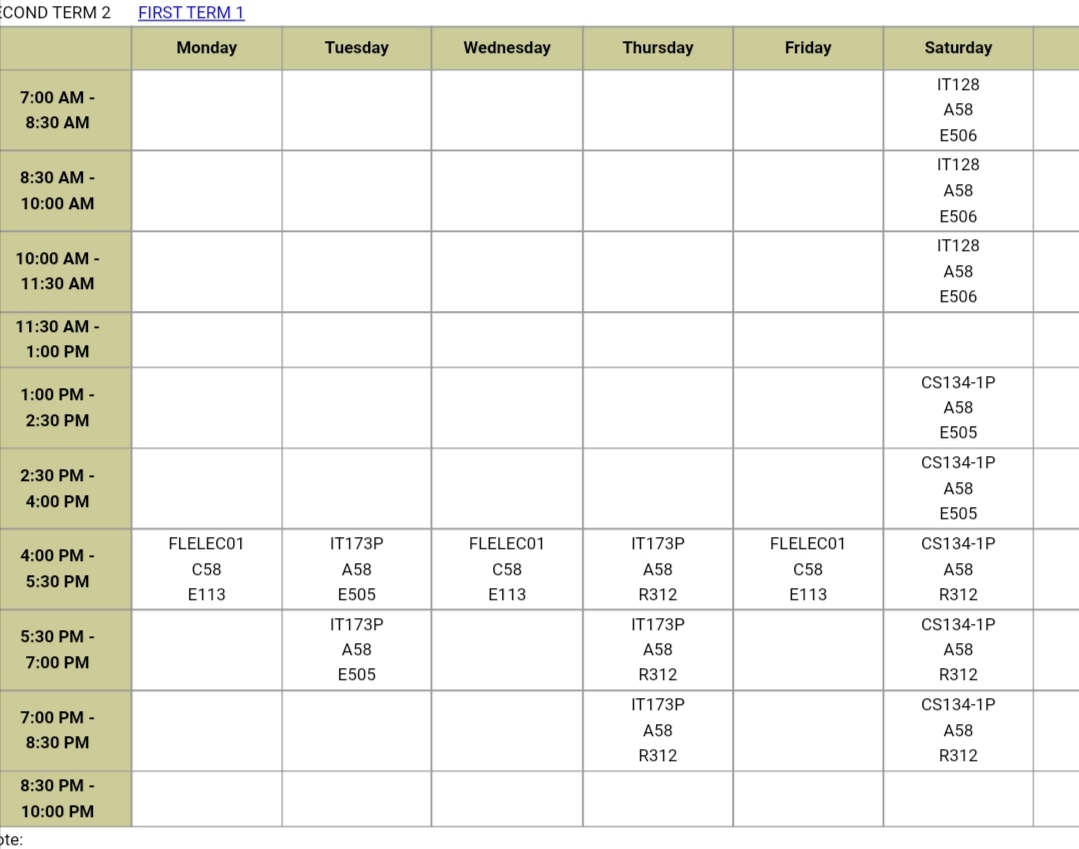 ECOND TERM 2 FIRST TERM 1
Monday Tuesday Wednesday Thursday Friday Saturday
7:00 AM -
8:30 AM
IT128
A58
E506
8:30 AM -
10:00 AM
IT128
A58
E506
10:00 AM -
11:30 AM
IT128
A58
E506
11:30 AM -
1:00 PM
1:00 PM -
2:30 PM
CS134-1P
A58
E505
2:30 PM -
4:00 PM
CS134-1P
A58
E505
4:00 PM -
5:30 PM
FLELEC01
C58
E113
IT173P
A58
E505
FLELEC01
C58
E113
IT173P
A58
R312
FLELEC01
C58
E113
CS134-1P
A58
R312
5:30 PM -
7:00 PM
IT173P
A58
E505
IT173P
A58
R312
CS134-1P
A58
R312
7:00 PM -
8:30 PM
IT173P
A58
R312
CS134-1P
A58
R312
8:30 PM -
10:00 PM
ote: